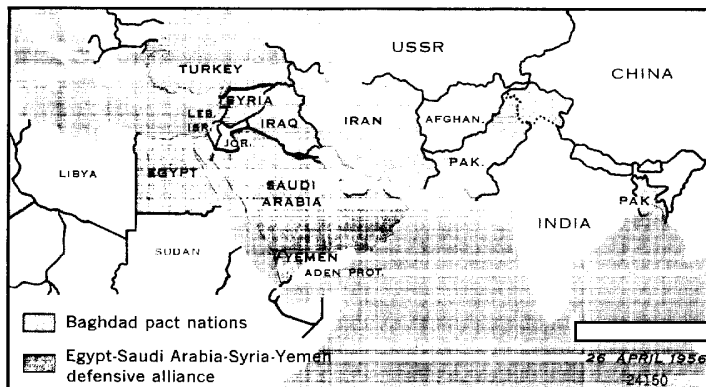 USSR
CHINA
TURKEY
SYRIA
LEB.
ISR.
IRAQ
IRAN
AFGHAN.
JOR.
PAK.
LIBYA
EGYPT
SAUDI
ARABIA
PAK.
INDIA
SUDAN
YEMEN
ADEN PROT.
Baghdad pact nations
Egypt-Saudi Arabia-Syria-Yemen
defensive alliance
26 APRIL 1956
24150